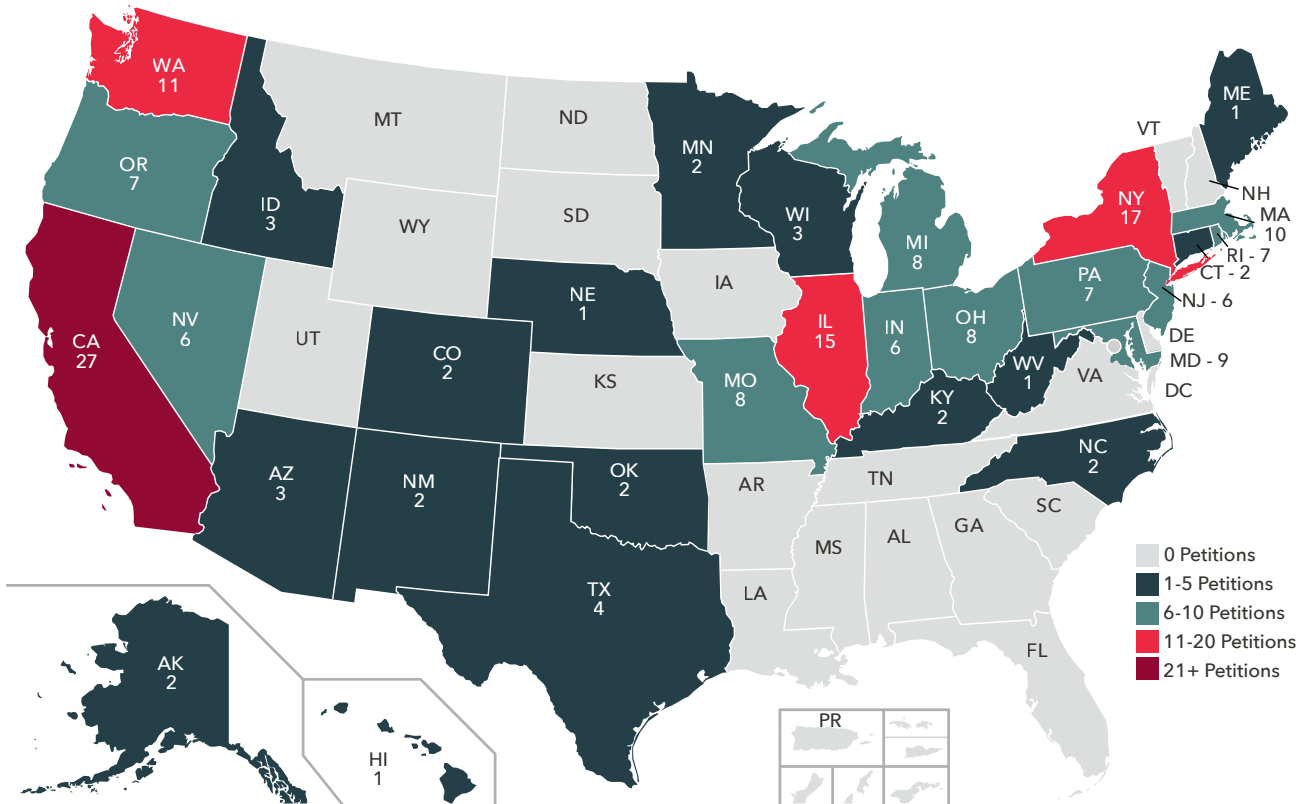 WA
11
MT
ND
MN
2
ME
1
VT
OR
7
ID
3
WY
SD
WI
3
MI
8
NY
17
NH
MA
10
RI - 7
CT - 2
NJ - 6
PA
7
NE
1
IA
CA
27
NV
6
UT
CO
2
KS
MO
8
IL
15
IN
6
OH
8
WV
1
DE
MD - 9
DC
VA
KY
2
AZ
3
NM
2
OK
2
AR
TN
NC
2
SC
MS
AL
GA
TX
4
LA
FL
AK
2
HI
1
PR
0 Petitions
1-5 Petitions
6-10 Petitions
11-20 Petitions
21+ Petitions